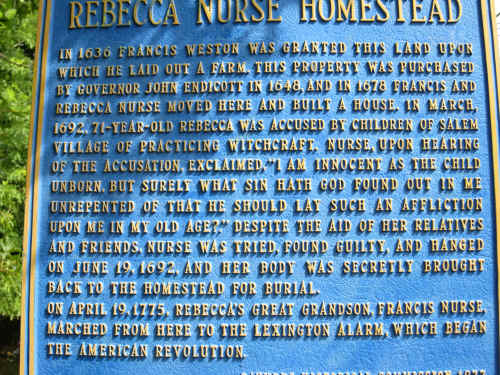 REBECCA NURSE HOMESTEAD
IN 1636 FRANCIS WESTON WAS GRANTED THIS LAND UPON
WHICH HE LAID OUT A FARM. THIS PROPERTY WAS PURCHASED
BY GOVERNOR JOHN ENDICOTT IN 1648, AND IN 1678 FRANCIS AND
REBECCA NURSE MOVED HERE AND BUILT A HOUSE. IN MARCH,
1692, 71-YEAR-OLD REBECCA WAS ACCUSED BY CHILDREN OF SALEM
VILLAGE OF PRACTICING WITCHCRAFT. NURSE, UPON HEARING
OF THE ACCUSATION, EXCLAIMED, "I AM INNOCENT AS THE CHILD
UNBORN, BUT SURELY WHAT SIN HATH GOD FOUND OUT IN ME
UNREPENTED OF THAT HE SHOULD LAY SUCH AN AFFLICTION
UPON ME IN MY OLD AGE?" DESPITE THE AID OF HER RELATIVES
AND FRIENDS, NURSE WAS TRIED, FOUND GUILTY, AND HANGED
ON JUNE 19, 1692, AND HER BODY WAS SECRETLY BROUGHT
BACK TO THE HOMESTEAD FOR BURIAL.
ON APRIL 19, 1775, REBECCA'S GREAT GRANDSON, FRANCIS NURSE,
MARCHED FROM HERE TO THE LEXINGTON ALARM, WHICH BEGAN
THE AMERICAN REVOLUTION.